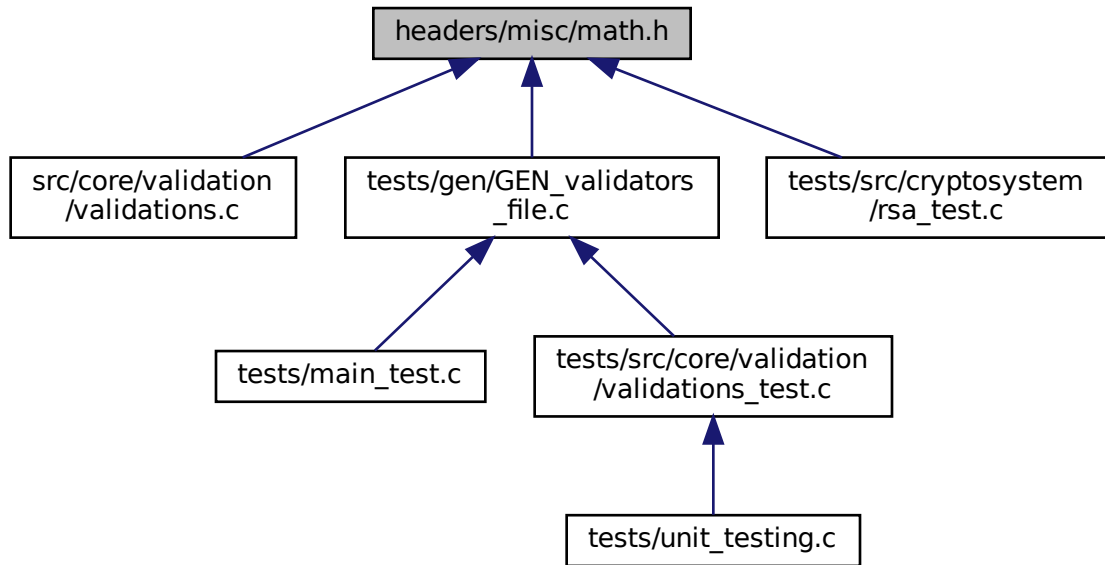 headers/misc/math.h
src/core/validation
/validations.c
tests/gen/GEN_validators
_file.c
tests/src/cryptosystem
/rsa_test.c
tests/main_test.c
tests/src/core/validation
/validations_test.c
tests/unit_testing.c